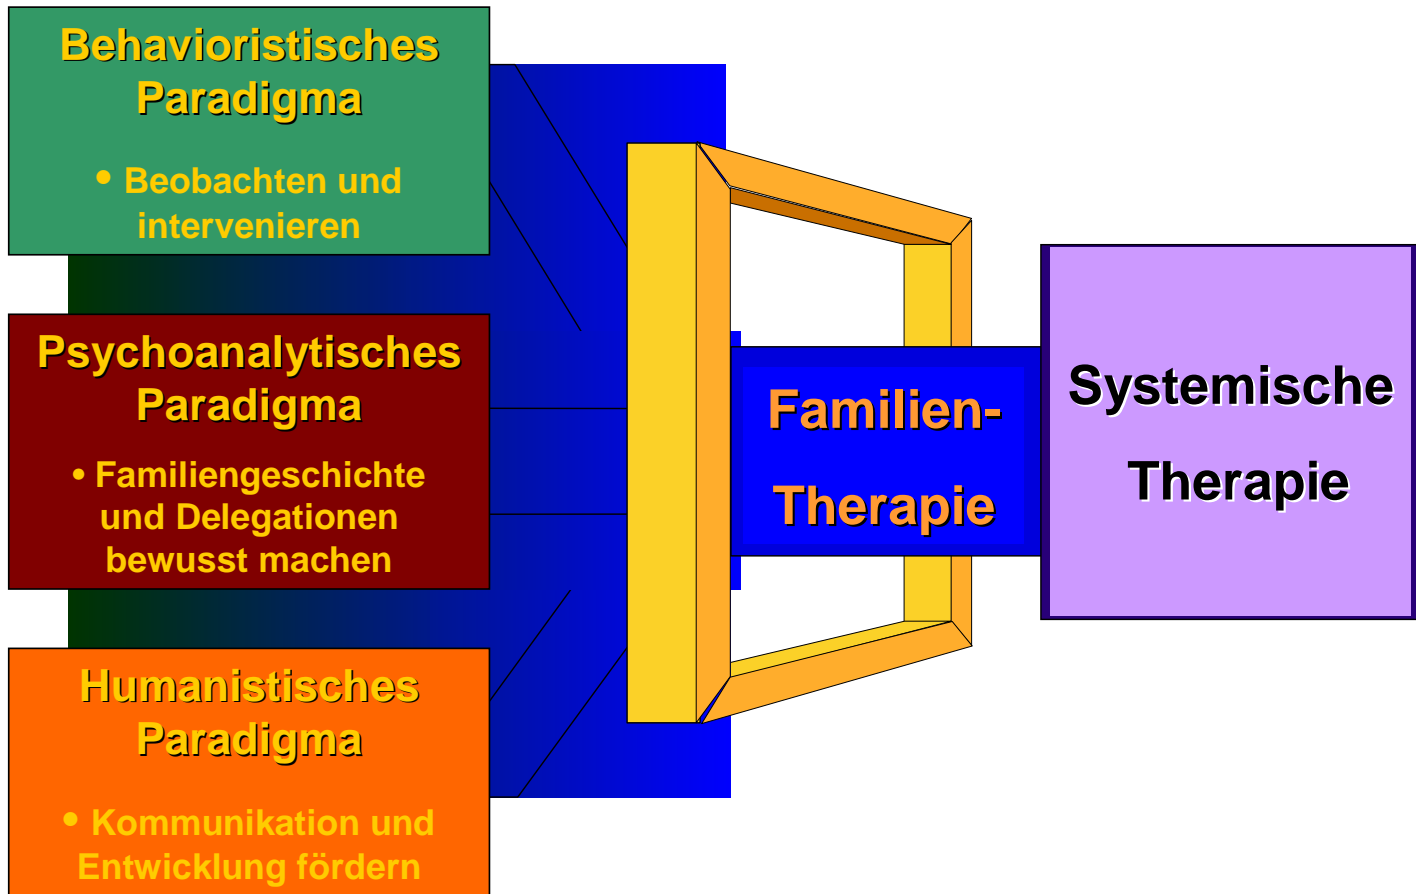 Behavioristisches
Paradigma
• Beobachten und
intervenieren
Psychoanalytisches
Paradigma
• Familiengeschichte
und Delegationen
bewusst machen
Humanistisches
Paradigma
• Kommunikation und
Entwicklung fördern
Familien-
Therapie
Systemische
Therapie